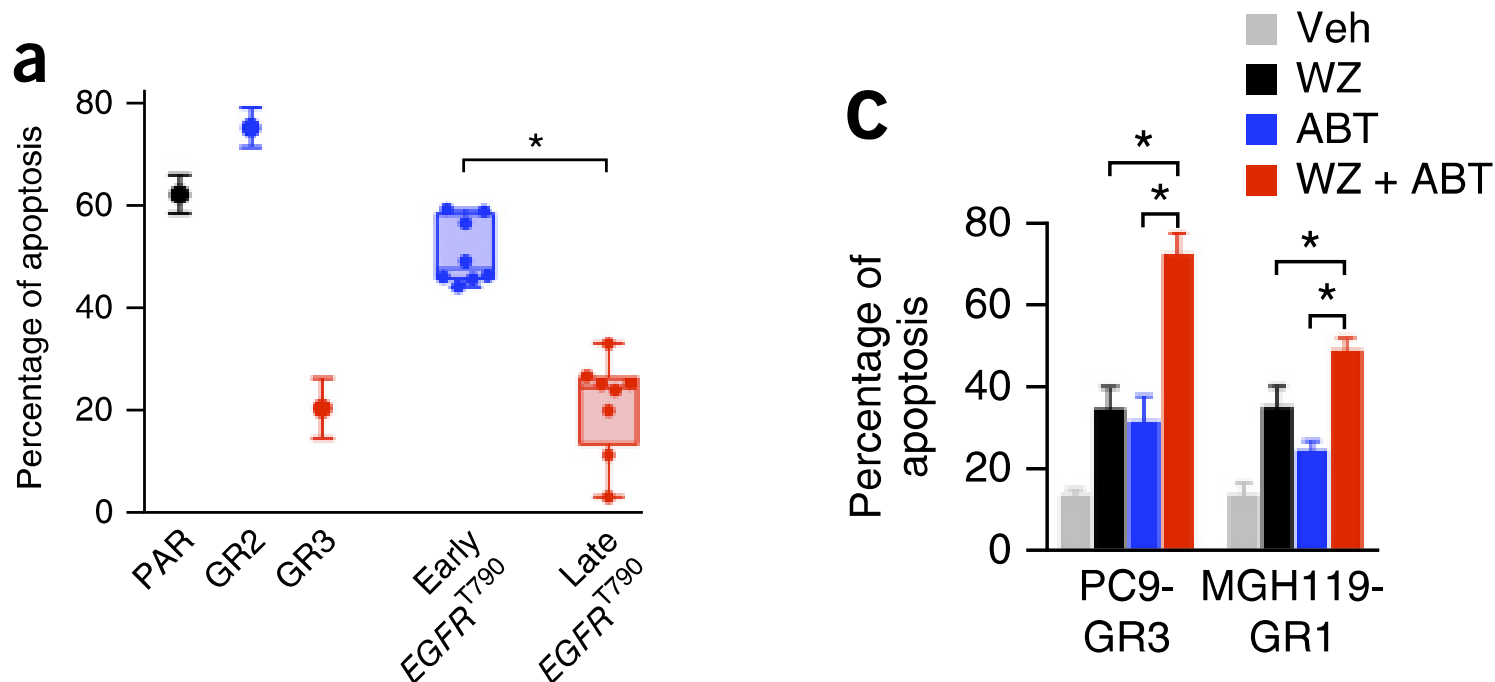 a
Percentage of apoptosis
80
60
40
20
0
*
PAR
GR2
GR3
Early
EGFR^T790
Late
EGFR^T790
c
Veh
WZ
ABT
WZ + ABT
Percentage of
apoptosis
80
60
40
20
0
*
*
*
*
PC9-
GR3
MGH119-
GR1